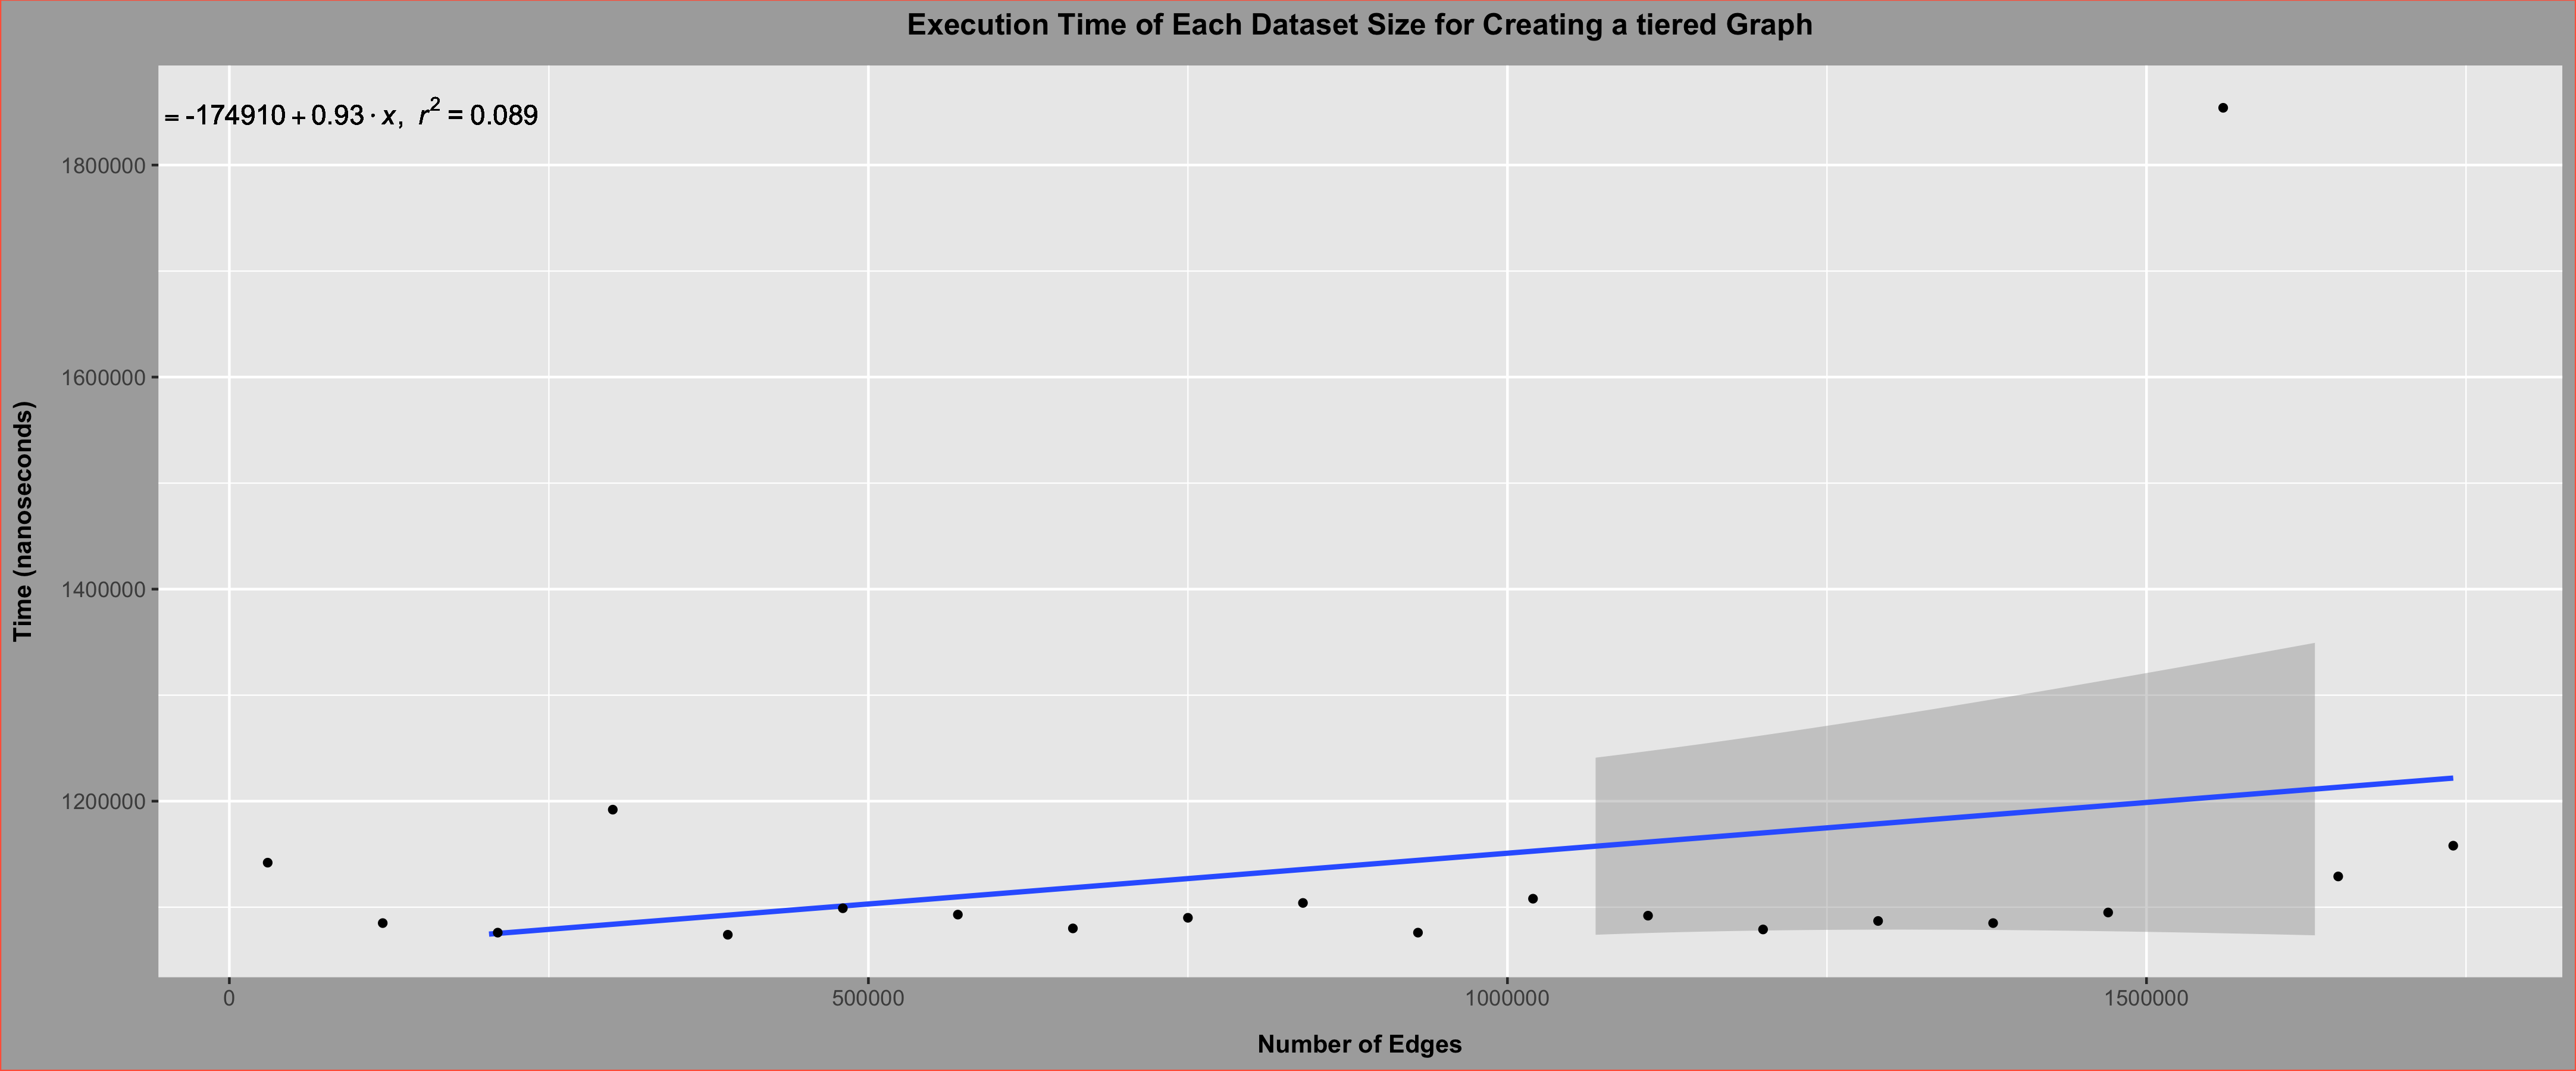 Execution Time of Each Dataset Size for Creating a tiered Graph
= -174910 + 0.93 · x, r² = 0.089
1800000
1600000
1400000
1200000
Time (nanoseconds)
0 500000 1000000 1500000
Number of Edges